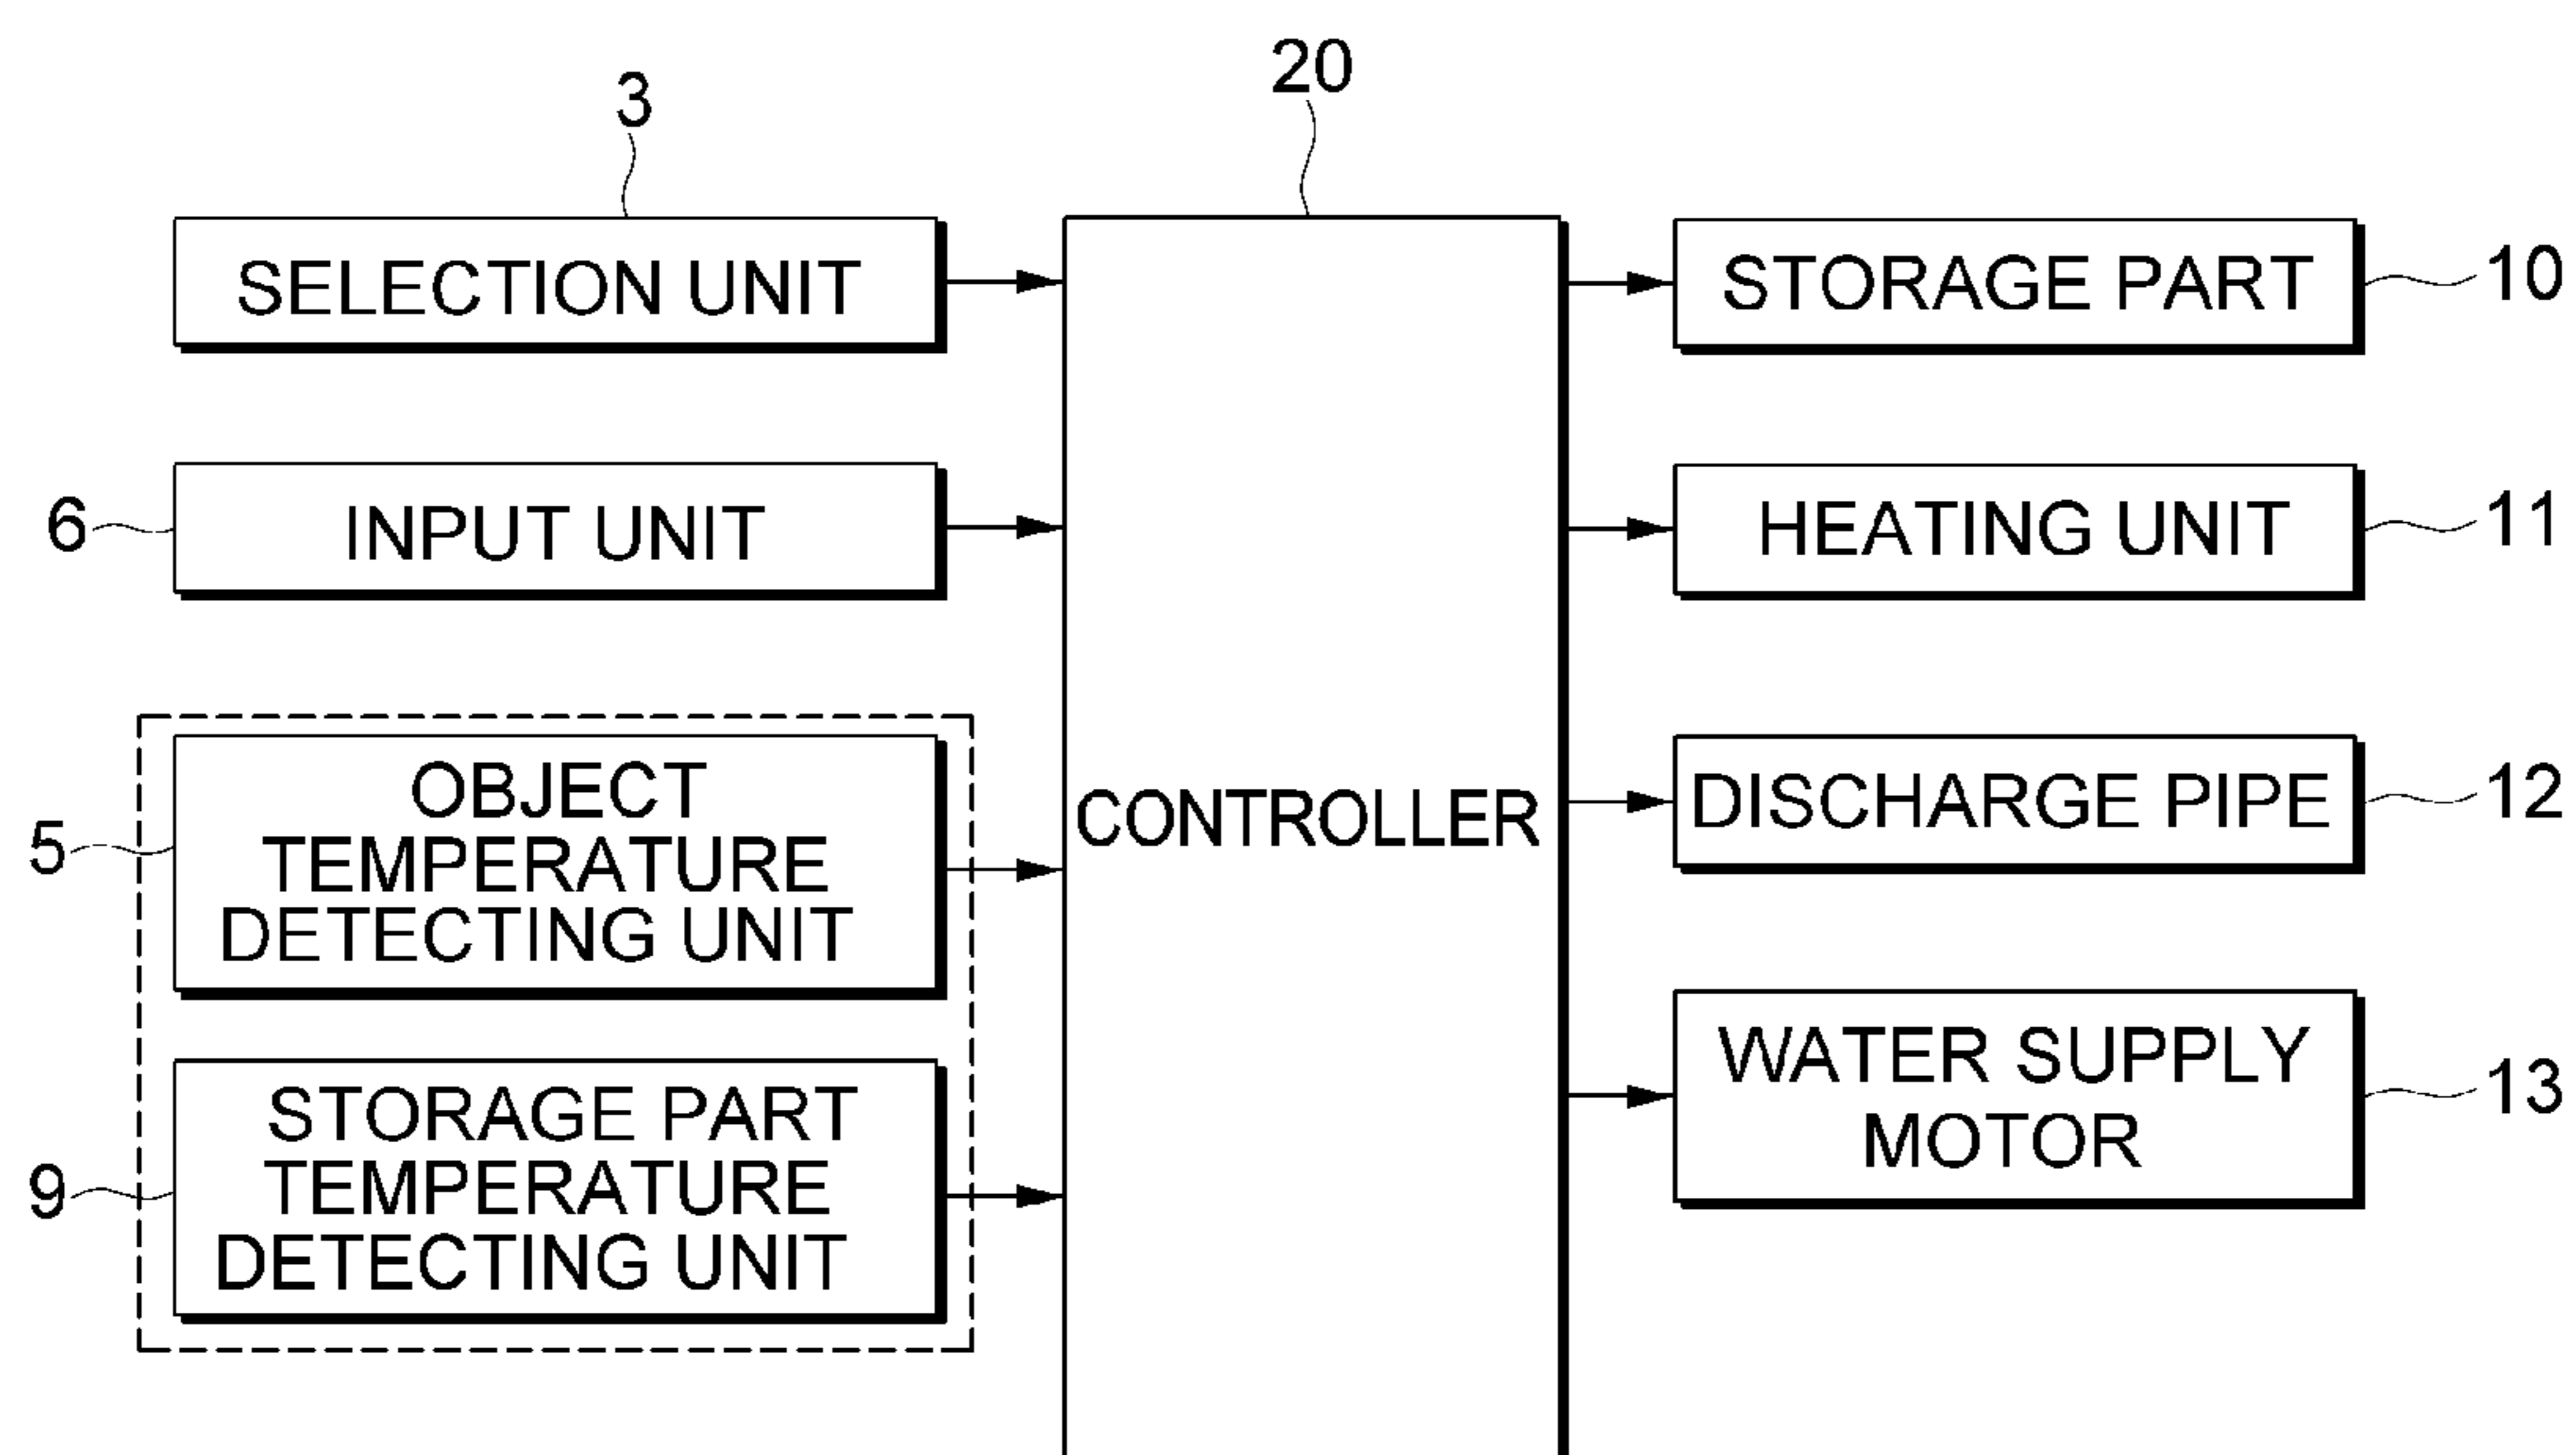 3
20
SELECTION UNIT
STORAGE PART
10
6
INPUT UNIT
HEATING UNIT
11
5
OBJECT
TEMPERATURE
DETECTING UNIT
CONTROLLER
DISCHARGE PIPE
12
9
STORAGE PART
TEMPERATURE
DETECTING UNIT
WATER SUPPLY
MOTOR
13